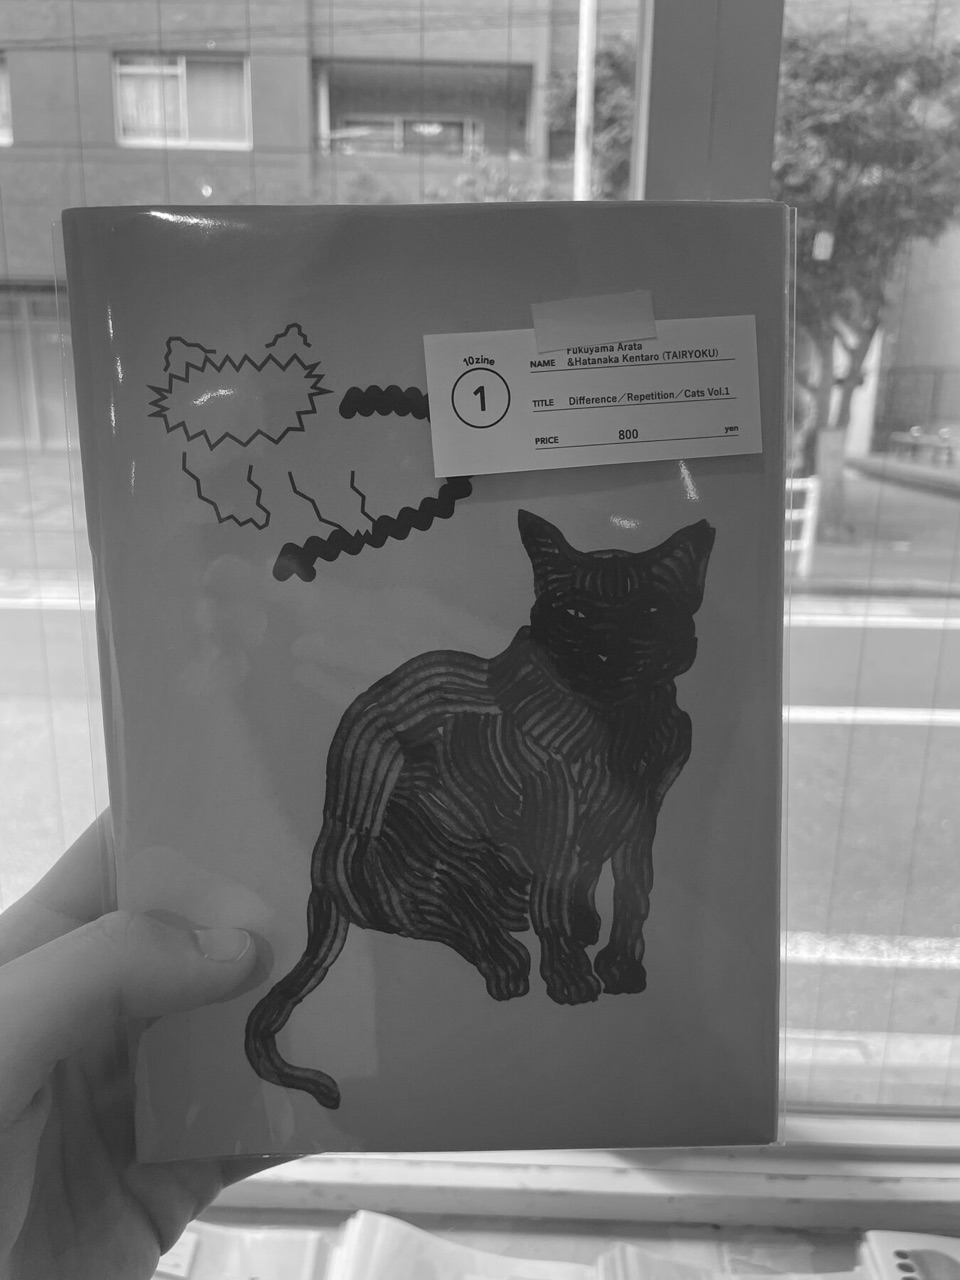 10zine
1
NAME Fukuyama Arata
&Hatanaka Kentaro (TAIRYOKU)
TITLE Difference/Repetition/Cats Vol.1
PRICE 800 yen